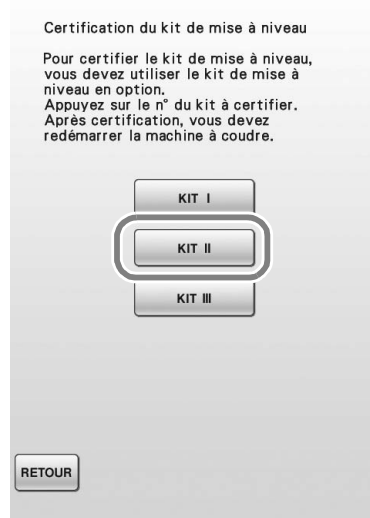 Certification du kit de mise à niveau
Pour certifier le kit de mise à niveau,
vous devez utiliser le kit de mise à
niveau en option.
Appuyez sur le n° du kit à certifier.
Après certification, vous devez
redémarrer la machine à coudre.
KIT I
KIT II
KIT III
RETOUR